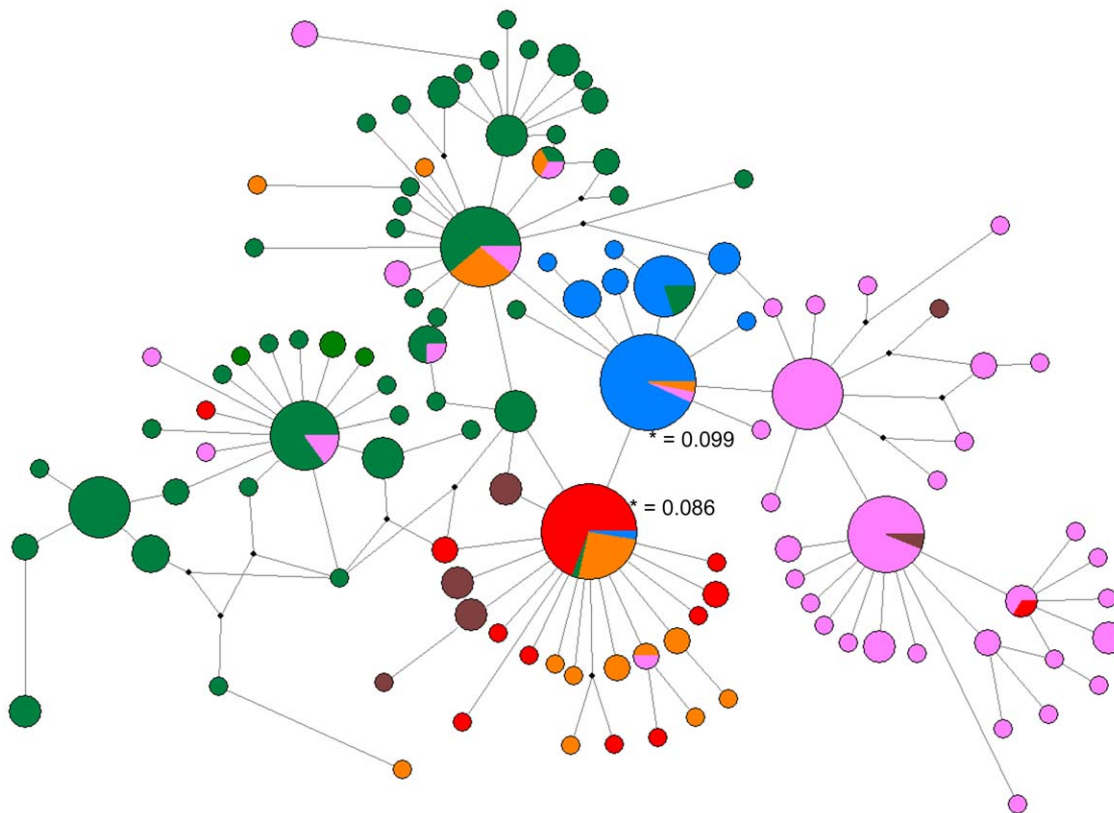 * = 0.099
* = 0.086